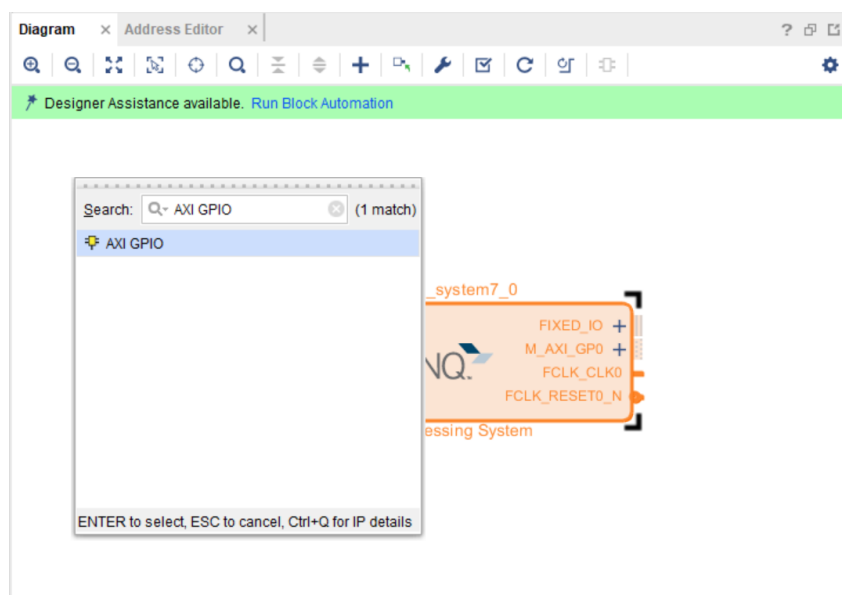 Diagram × Address Editor ×
Designer Assistance available. Run Block Automation
Search: AXI GPIO (1 match)
AXI GPIO
_system7_0
FIXED_IO
M_AXI_GP0
NQ.
FCLK_CLK0
FCLK_RESET0_N
essing System
ENTER to select, ESC to cancel, Ctrl+Q for IP details